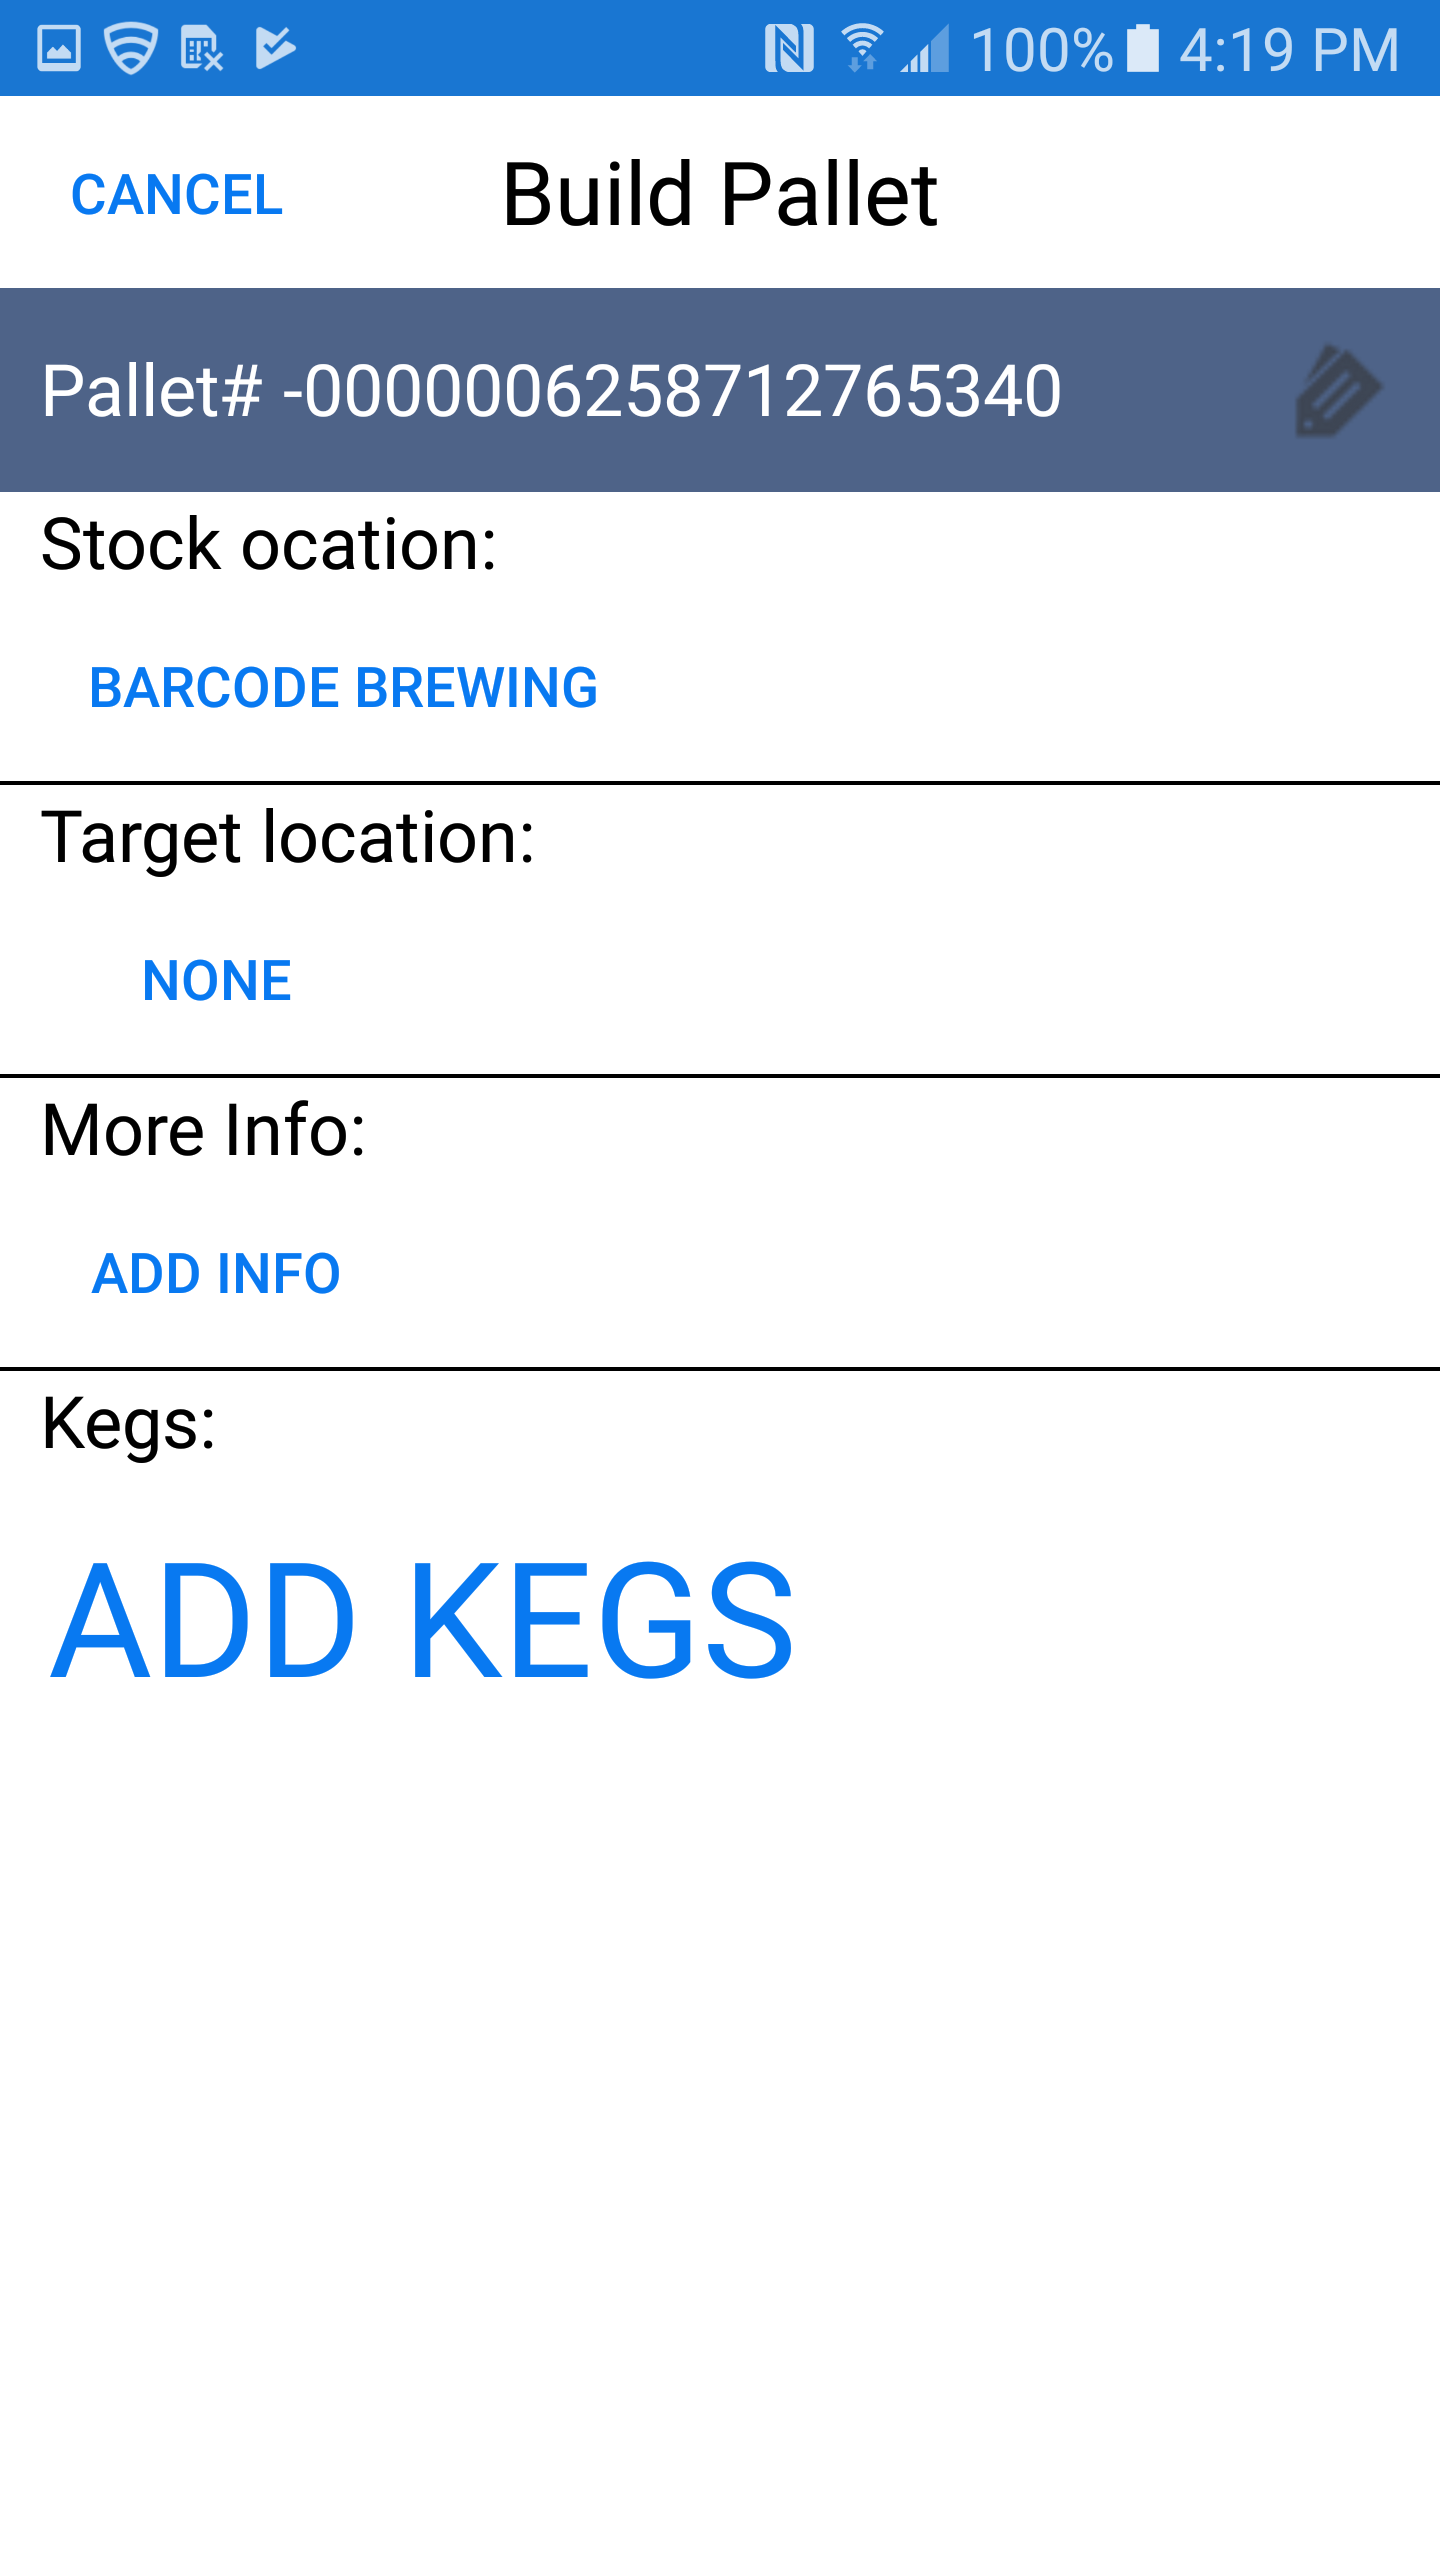 100% 4:19 PM
CANCEL Build Pallet
Pallet# -0000006258712765340
Stock ocation:
BARCODE BREWING
Target location:
NONE
More Info:
ADD INFO
Kegs:
ADD KEGS